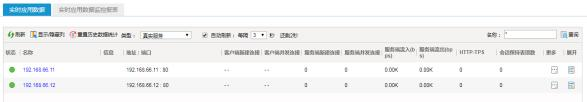 实时应用数据 实时应用数据监控报表
刷新 显示/隐藏列 重置历史数据统计 类型: 真实服务 自动刷新: 每隔 3 秒 还剩2秒 名称: * 查询
状态 名称 信息 地址:端口 客户端新建连接 客户端并发连接 服务端新建连接 服务端并发连接 服务端流入(bps) 服务端流出(bps) HTTP-TPS 会话保持表项数 更多 展开
192.168.66.11 192.168.66.11 : 80 -- -- 0 0 0.00K 0.00K 0 0
192.168.66.12 192.168.66.12 : 80 -- -- 0 0 0.00K 0.00K 0 0